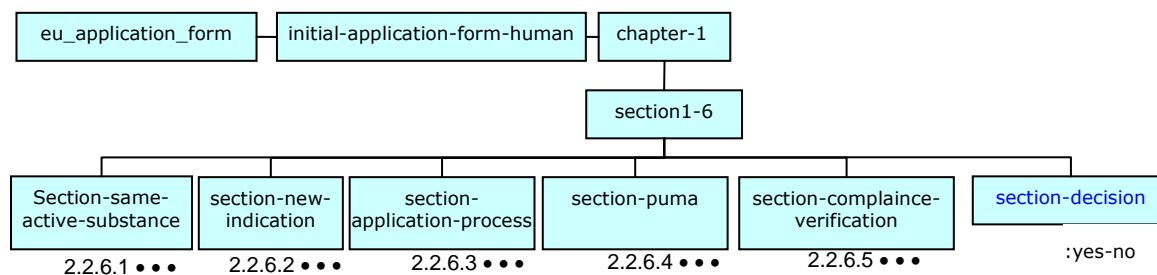 eu_application_form
initial-application-form-human
chapter-1
section1-6
Section-same-
active-substance
section-new-
indication
section-
application-process
section-puma
section-complaince-
verification
section-decision
2.2.6.1 • • •
2.2.6.2 • • •
2.2.6.3 • • •
2.2.6.4 • • •
2.2.6.5 • • •
:yes-no